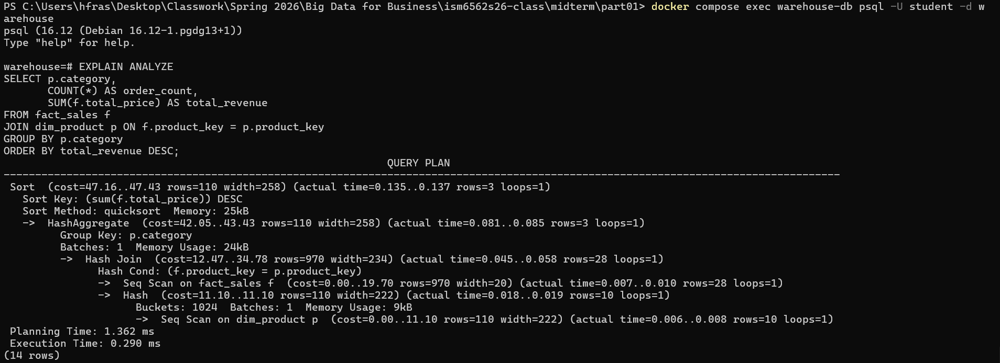 PS C:\Users\hfras\Desktop\Classwork\Spring 2026\Big Data for Business\ism6562s26-class\midterm\part01> docker compose exec warehouse-db psql -U student -d w
arehouse
psql (16.12 (Debian 16.12-1.pgdg13+1))
Type "help" for help.

warehouse=# EXPLAIN ANALYZE
SELECT p.category,
       COUNT(*) AS order_count,
       SUM(f.total_price) AS total_revenue
FROM fact_sales f
JOIN dim_product p ON f.product_key = p.product_key
GROUP BY p.category
ORDER BY total_revenue DESC;
                                                             QUERY PLAN
-------------------------------------------------------------------------------------------------------------------------------------
 Sort  (cost=47.16..47.43 rows=110 width=258) (actual time=0.135..0.137 rows=3 loops=1)
   Sort Key: (sum(f.total_price)) DESC
   Sort Method: quicksort  Memory: 25kB
   ->  HashAggregate  (cost=42.05..43.43 rows=110 width=258) (actual time=0.081..0.085 rows=3 loops=1)
         Group Key: p.category
         Batches: 1  Memory Usage: 24kB
         ->  Hash Join  (cost=12.47..34.78 rows=970 width=234) (actual time=0.045..0.058 rows=28 loops=1)
               Hash Cond: (f.product_key = p.product_key)
               ->  Seq Scan on fact_sales f  (cost=0.00..19.70 rows=970 width=20) (actual time=0.007..0.010 rows=28 loops=1)
               ->  Hash  (cost=11.10..11.10 rows=110 width=222) (actual time=0.018..0.019 rows=10 loops=1)
                     Buckets: 1024  Batches: 1  Memory Usage: 9kB
                     ->  Seq Scan on dim_product p  (cost=0.00..11.10 rows=110 width=222) (actual time=0.006..0.008 rows=10 loops=1)
 Planning Time: 1.362 ms
 Execution Time: 0.290 ms
(14 rows)